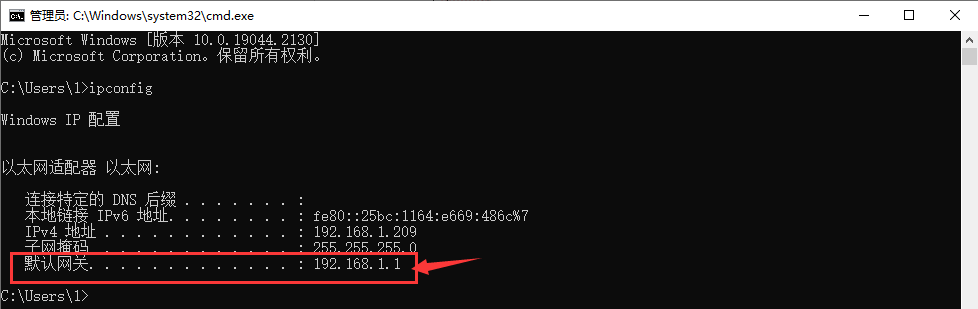 管理员: C:\Windows\system32\cmd.exe
Microsoft Windows [版本 10.0.19044.2130]
(c) Microsoft Corporation。保留所有权利。
C:\Users\1>ipconfig
Windows IP 配置
以太网适配器 以太网:
连接特定的 DNS 后缀 . . . . . . . :
本地链接 IPv6 地址. . . . . . . . : fe80::25bc:1164:e669:486c%7
IPv4 地址 . . . . . . . . . . . . : 192.168.1.209
子网掩码 . . . . . . . . . . . . : 255.255.255.0
默认网关. . . . . . . . . . . . . : 192.168.1.1
C:\Users\1>